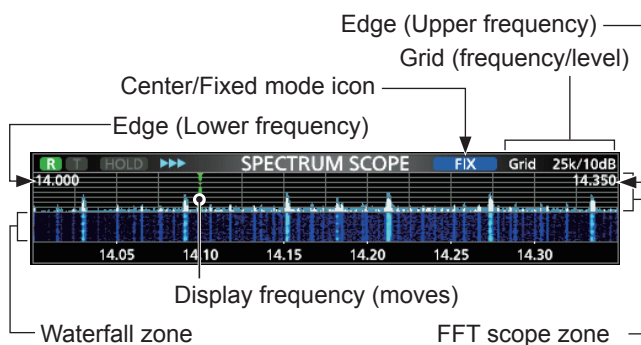 Edge (Upper frequency)
Grid (frequency/level)
Center/Fixed mode icon
Edge (Lower frequency)
R T HOLD SPECTRUM SCOPE FIX Grid 25k/10dB
14.000 14.350
14.05 14.10 14.15 14.20 14.25 14.30
Display frequency (moves)
Waterfall zone FFT scope zone